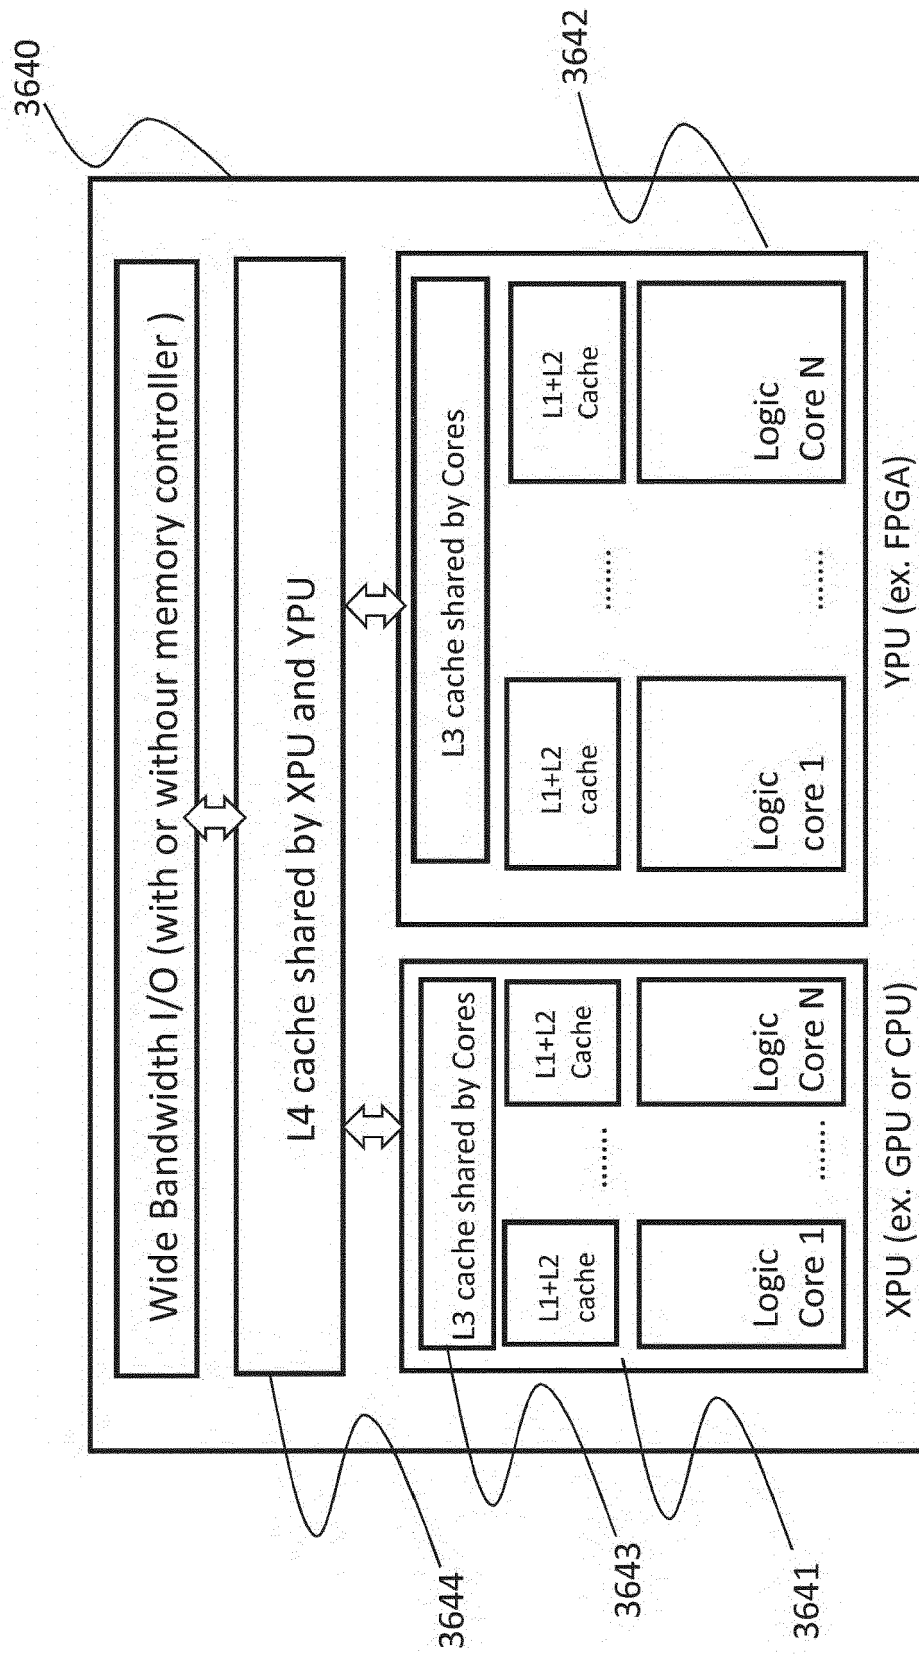 3640
Wide Bandwidth I/O (with or withour memory controller )
L4 cache shared by XPU and YPU
3644
L3 cache shared by Cores
L1+L2
cache
.......
L1+L2
Cache
Logic
Core 1
.......
Logic
Core N
XPU (ex. GPU or CPU)
3643
3641
L3 cache shared by Cores
L1+L2
cache
.......
L1+L2
Cache
Logic
core 1
.......
Logic
Core N
YPU (ex. FPGA)
3642